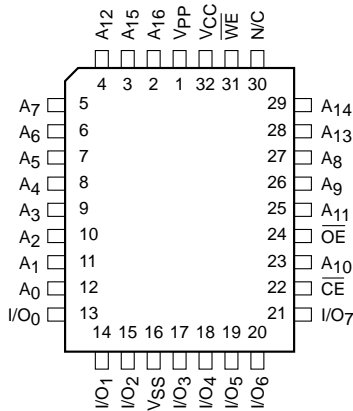 A12 A15 A16 VPP VCC WE N/C
4 3 2 1 32 31 30
A7 5 29 A14
A6 6 28 A13
A5 7 27 A8
A4 8 26 A9
A3 9 25 A11
A2 10 24 OE
A1 11 23 A10
A0 12 22 CE
I/O0 13 21 I/O7
14 15 16 17 18 19 20
I/O1 I/O2 VSS I/O3 I/O4 I/O5 I/O6